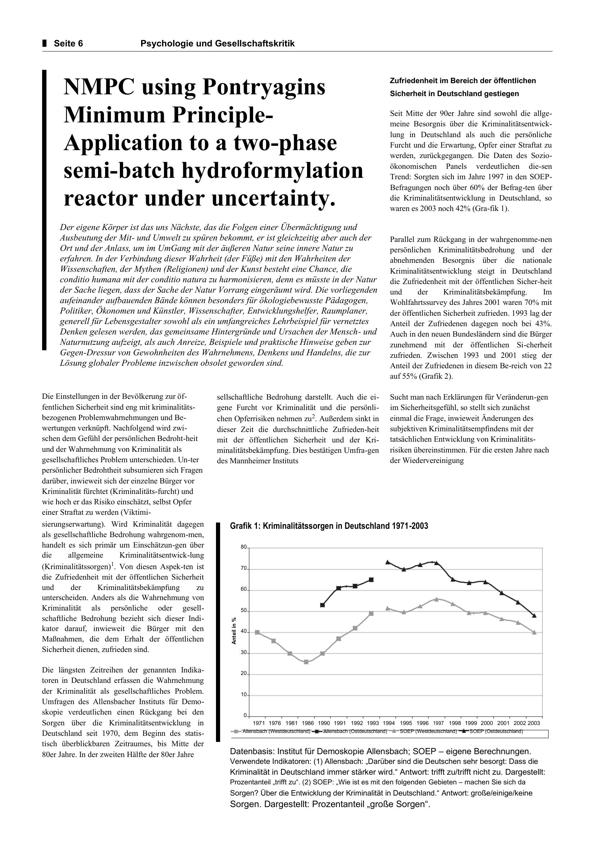 Seite 6 Psychologie und Gesellschaftskritik
NMPC using Pontryagins
Minimum Principle-
Application to a two-phase
semi-batch hydroformylation
reactor under uncertainty.
Der eigene Körper ist das uns Nächste, das die Folgen einer Übermächtigung und
Ausbeutung der Mit- und Umwelt zu spüren bekommt, er ist gleichzeitig aber auch der
Ort und der Anlass, um im UmGang mit der äußeren Natur seine innere Natur zu
erfahren. In der Verbindung dieser Wahrheit (der Füße) mit den Wahrheiten der
Wissenschaften, der Mythen (Religionen) und der Kunst besteht eine Chance, die
conditio humana mit der conditio natura zu harmonisieren, denn es müsste in der Natur
der Sache liegen, dass der Sache der Natur Vorrang eingeräumt wird. Die vorliegenden
aufeinander aufbauenden Bände können besonders für ökologiebewusste Pädagogen,
Politiker, Ökonomen und Künstler, Wissenschafter, Entwicklungshelfer, Raumplaner,
generell für Lebensgestalter sowohl als ein umfangreiches Lehrbeispiel für vernetztes
Denken gelesen werden, das gemeinsame Hintergründe und Ursachen der Mensch- und
Naturnutzung aufzeigt, als auch Anreize, Beispiele und praktische Hinweise geben zur
Gegen-Dressur von Gewohnheiten des Wahrnehmens, Denkens und Handelns, die zur
Lösung globaler Probleme inzwischen obsolet geworden sind.
Zufriedenheit im Bereich der öffentlichen
Sicherheit in Deutschland gestiegen
Seit Mitte der 90er Jahre sind sowohl die allge-
meine Besorgnis über die Kriminalitätsentwick-
lung in Deutschland als auch die persönliche
Furcht und die Erwartung, Opfer einer Straftat zu
werden, zurückgegangen. Die Daten des Sozio-
ökonomischen Panels verdeutlichen die-sen
Trend: Sorgten sich im Jahre 1997 in den SOEP-
Befragungen noch über 60% der Befrag-ten über
die Kriminalitätsentwicklung in Deutschland, so
waren es 2003 noch 42% (Gra-fik 1).
Parallel zum Rückgang in der wahrgenomme-nen
persönlichen Kriminalitätsbedrohung und der
abnehmenden Besorgnis über die nationale
Kriminalitätsentwicklung steigt in Deutschland
die Zufriedenheit mit der öffentlichen Sicher-heit
und der Kriminalitätsbekämpfung. Im
Wohlfahrtssurvey des Jahres 2001 waren 70% mit
der öffentlichen Sicherheit zufrieden. 1993 lag der
Anteil der Zufriedenen dagegen noch bei 43%.
Auch in den neuen Bundesländern sind die Bürger
zunehmend mit der öffentlichen Si-cherheit
zufrieden. Zwischen 1993 und 2001 stieg der
Anteil der Zufriedenen in diesem Be-reich von 22
auf 55% (Grafik 2).
Die Einstellungen in der Bevölkerung zur öf-
fentlichen Sicherheit sind eng mit kriminalitäts-
bezogenen Problemwahrnehmungen und Be-
wertungen verknüpft. Nachfolgend wird zwi-
schen dem Gefühl der persönlichen Bedroht-heit
und der Wahrnehmung von Kriminalität als
gesellschaftliches Problem unterschieden. Un-ter
persönlicher Bedrohtheit subsumieren sich Fragen
darüber, inwieweit sich der einzelne Bürger vor
Kriminalität fürchtet (Kriminalitäts-furcht) und
wie hoch er das Risiko einschätzt, selbst Opfer
einer Straftat zu werden (Viktimi-
sierungserwartung). Wird Kriminalität dagegen
als gesellschaftliche Bedrohung wahrgenom-men,
handelt es sich primär um Einschätzun-gen über
die allgemeine Kriminalitätsentwick-lung
(Kriminalitätssorgen)1. Von diesen Aspek-ten ist
die Zufriedenheit mit der öffentlichen Sicherheit
und der Kriminalitätsbekämpfung zu
unterscheiden. Anders als die Wahrnehmung von
Kriminalität als persönliche oder gesell-
schaftliche Bedrohung bezieht sich dieser Indi-
kator darauf, inwieweit die Bürger mit den
Maßnahmen, die dem Erhalt der öffentlichen
Sicherheit dienen, zufrieden sind.
Die längsten Zeitreihen der genannten Indika-
toren in Deutschland erfassen die Wahrnehmung
der Kriminalität als gesellschaftliches Problem.
Umfragen des Allensbacher Instituts für Demo-
skopie verdeutlichen einen Rückgang bei den
Sorgen über die Kriminalitätsentwicklung in
Deutschland seit 1970, dem Beginn des statis-
tisch überblickbaren Zeitraumes, bis Mitte der
80er Jahre. In der zweiten Hälfte der 80er Jahre
sellschaftliche Bedrohung darstellt. Auch die ei-
gene Furcht vor Kriminalität und die persönli-
chen Opferrisiken nehmen zu2. Außerdem sinkt in
dieser Zeit die durchschnittliche Zufrieden-heit
mit der öffentlichen Sicherheit und der Kri-
minalitätsbekämpfung. Dies bestätigen Umfra-gen
des Mannheimer Instituts
Sucht man nach Erklärungen für Veränderun-gen
im Sicherheitsgefühl, so stellt sich zunächst
einmal die Frage, inwieweit Änderungen des
subjektiven Kriminalitätsempfindens mit der
tatsächlichen Entwicklung von Kriminalitäts-
risiken übereinstimmen. Für die ersten Jahre nach
der Wiedervereinigung
Grafik 1: Kriminalitätssorgen in Deutschland 1971-2003
80
70
60
50
40
30
20
10
0
Anteil in %
1971 1976 1981 1986 1990 1991 1992 1993 1994 1995 1996 1997 1998 1999 2000 2001 2002 2003
Allensbach (Westdeutschland) Allensbach (Ostdeutschland) SOEP (Westdeutschland) SOEP (Ostdeutschland)
Datenbasis: Institut für Demoskopie Allensbach; SOEP – eigene Berechnungen.
Verwendete Indikatoren: (1) Allensbach: „Darüber sind die Deutschen sehr besorgt: Dass die
Kriminalität in Deutschland immer stärker wird.“ Antwort: trifft zu/trifft nicht zu. Dargestellt:
Prozentanteil „trifft zu“. (2) SOEP: „Wie ist es mit den folgenden Gebieten – machen Sie sich da
Sorgen? Über die Entwicklung der Kriminalität in Deutschland.“ Antwort: große/einige/keine
Sorgen. Dargestellt: Prozentanteil „große Sorgen“.